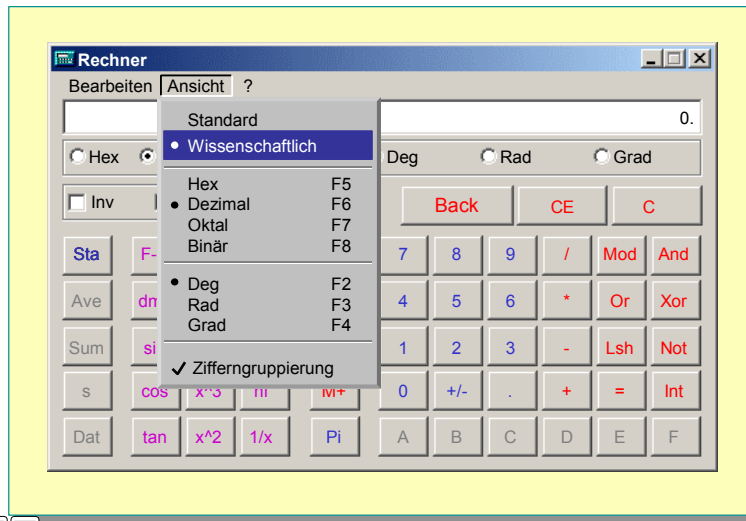 Rechner
Bearbeiten Ansicht ?
0.
Standard
Wissenschaftlich
Hex Deg Rad Grad
Hex F5
Dezimal F6
Oktal F7
Binär F8
Deg F2
Rad F3
Grad F4
Zifferngruppierung
Inv Back CE C
Sta F- 7 8 9 / Mod And
Ave 4 5 6 * Or Xor
Sum 1 2 3 - Lsh Not
s cos x^3 M+ 0 +/- . + = Int
Dat tan x^2 1/x Pi A B C D E F